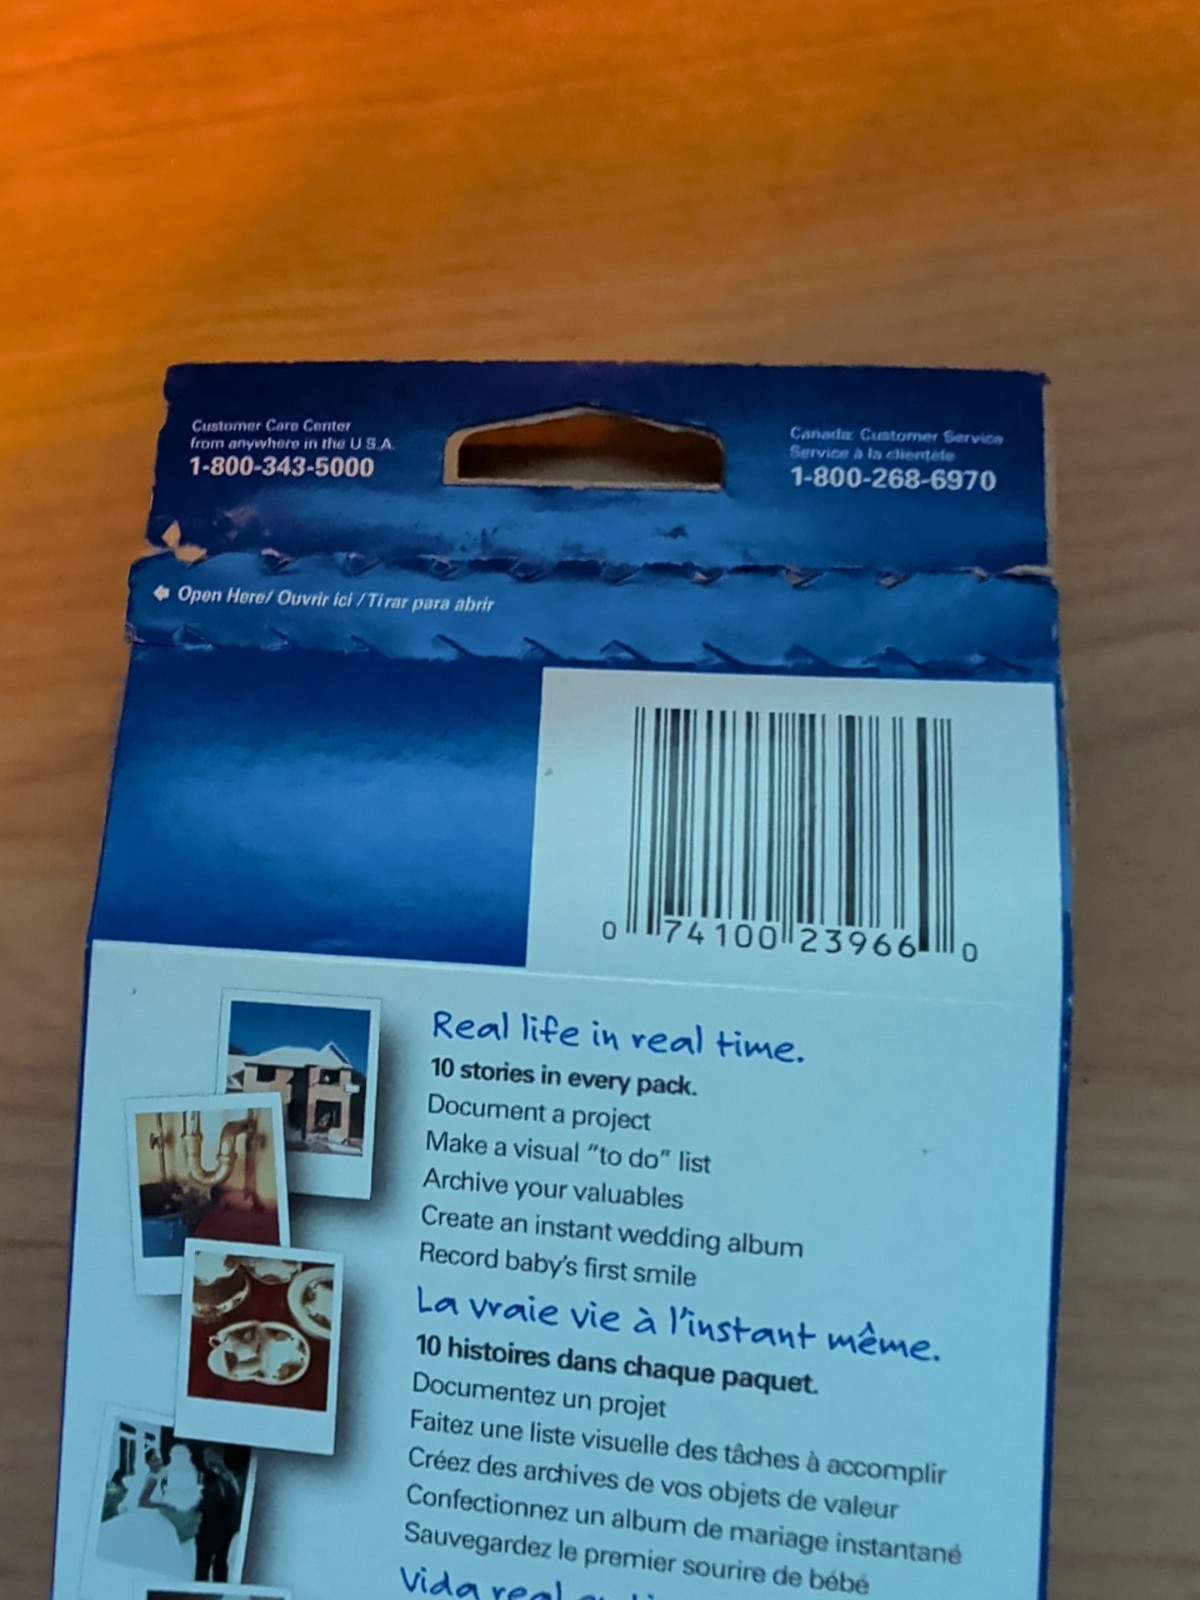 Customer Care Center
from anywhere in the U.S.A.
1-800-343-5000
Canada: Customer Service
Service à la clientèle
1-800-268-6970
Open Here/ Ouvrir ici / Tirar para abrir
0 74100 23966 0
Real life in real time.
10 stories in every pack.
Document a project
Make a visual “to do” list
Archive your valuables
Create an instant wedding album
Record baby's first smile
La vraie vie à l'instant même.
10 histoires dans chaque paquet.
Documentez un projet
Faitez une liste visuelle des tâches à accomplir
Créez des archives de vos objets de valeur
Confectionnez un album de mariage instantané
Sauvegardez le premier sourire de bébé
Vida real